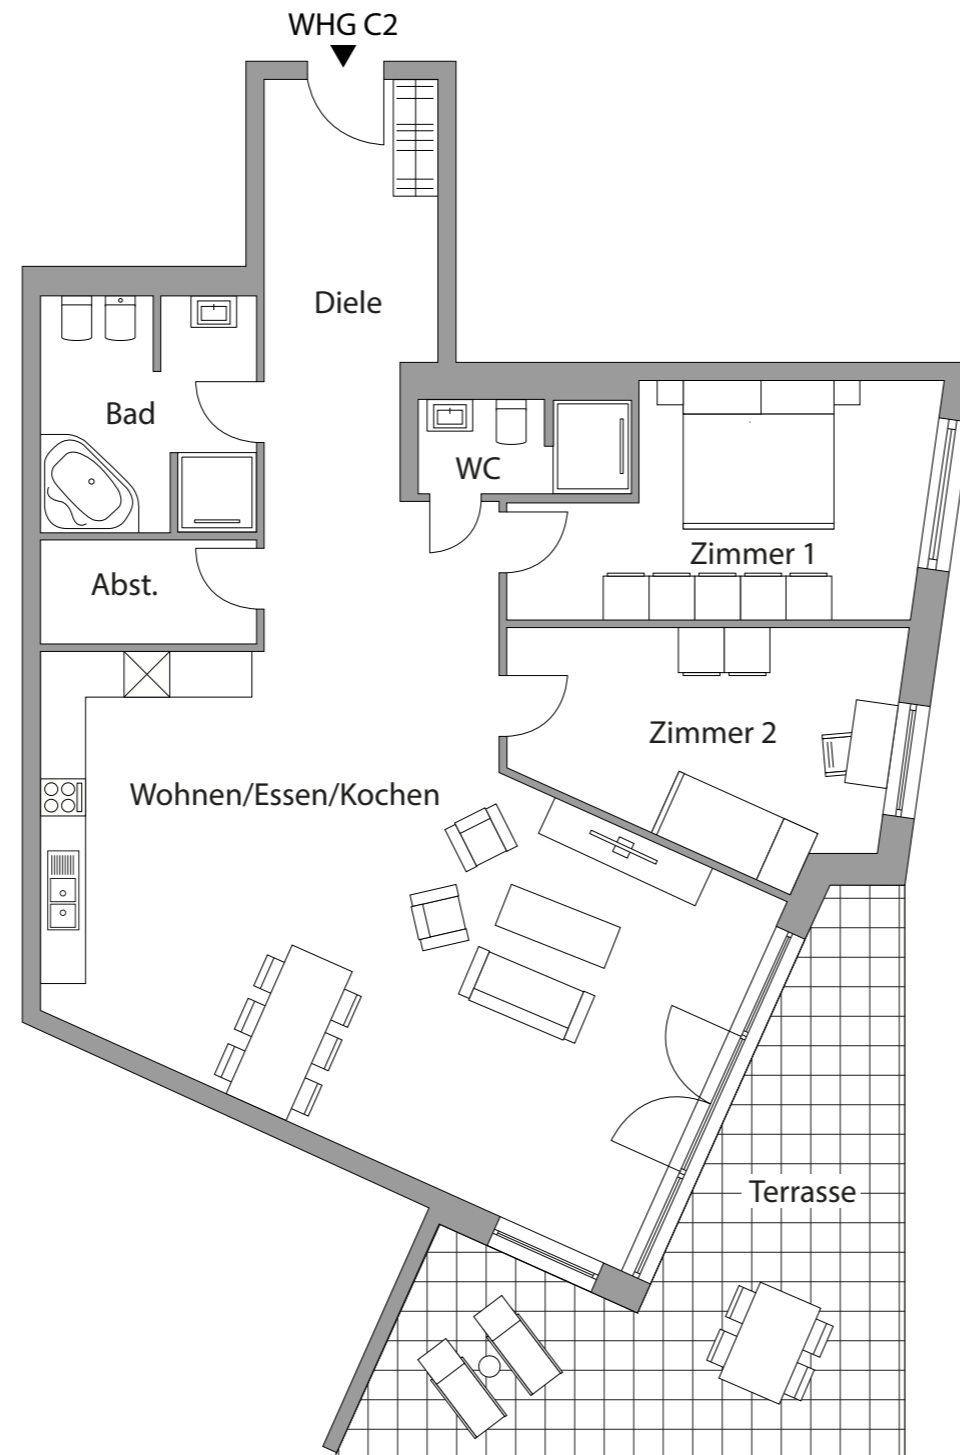 WHG C2
Diele
Bad
WC
Zimmer 1
Abst.
Zimmer 2
Wohnen/Essen/Kochen
Terrasse